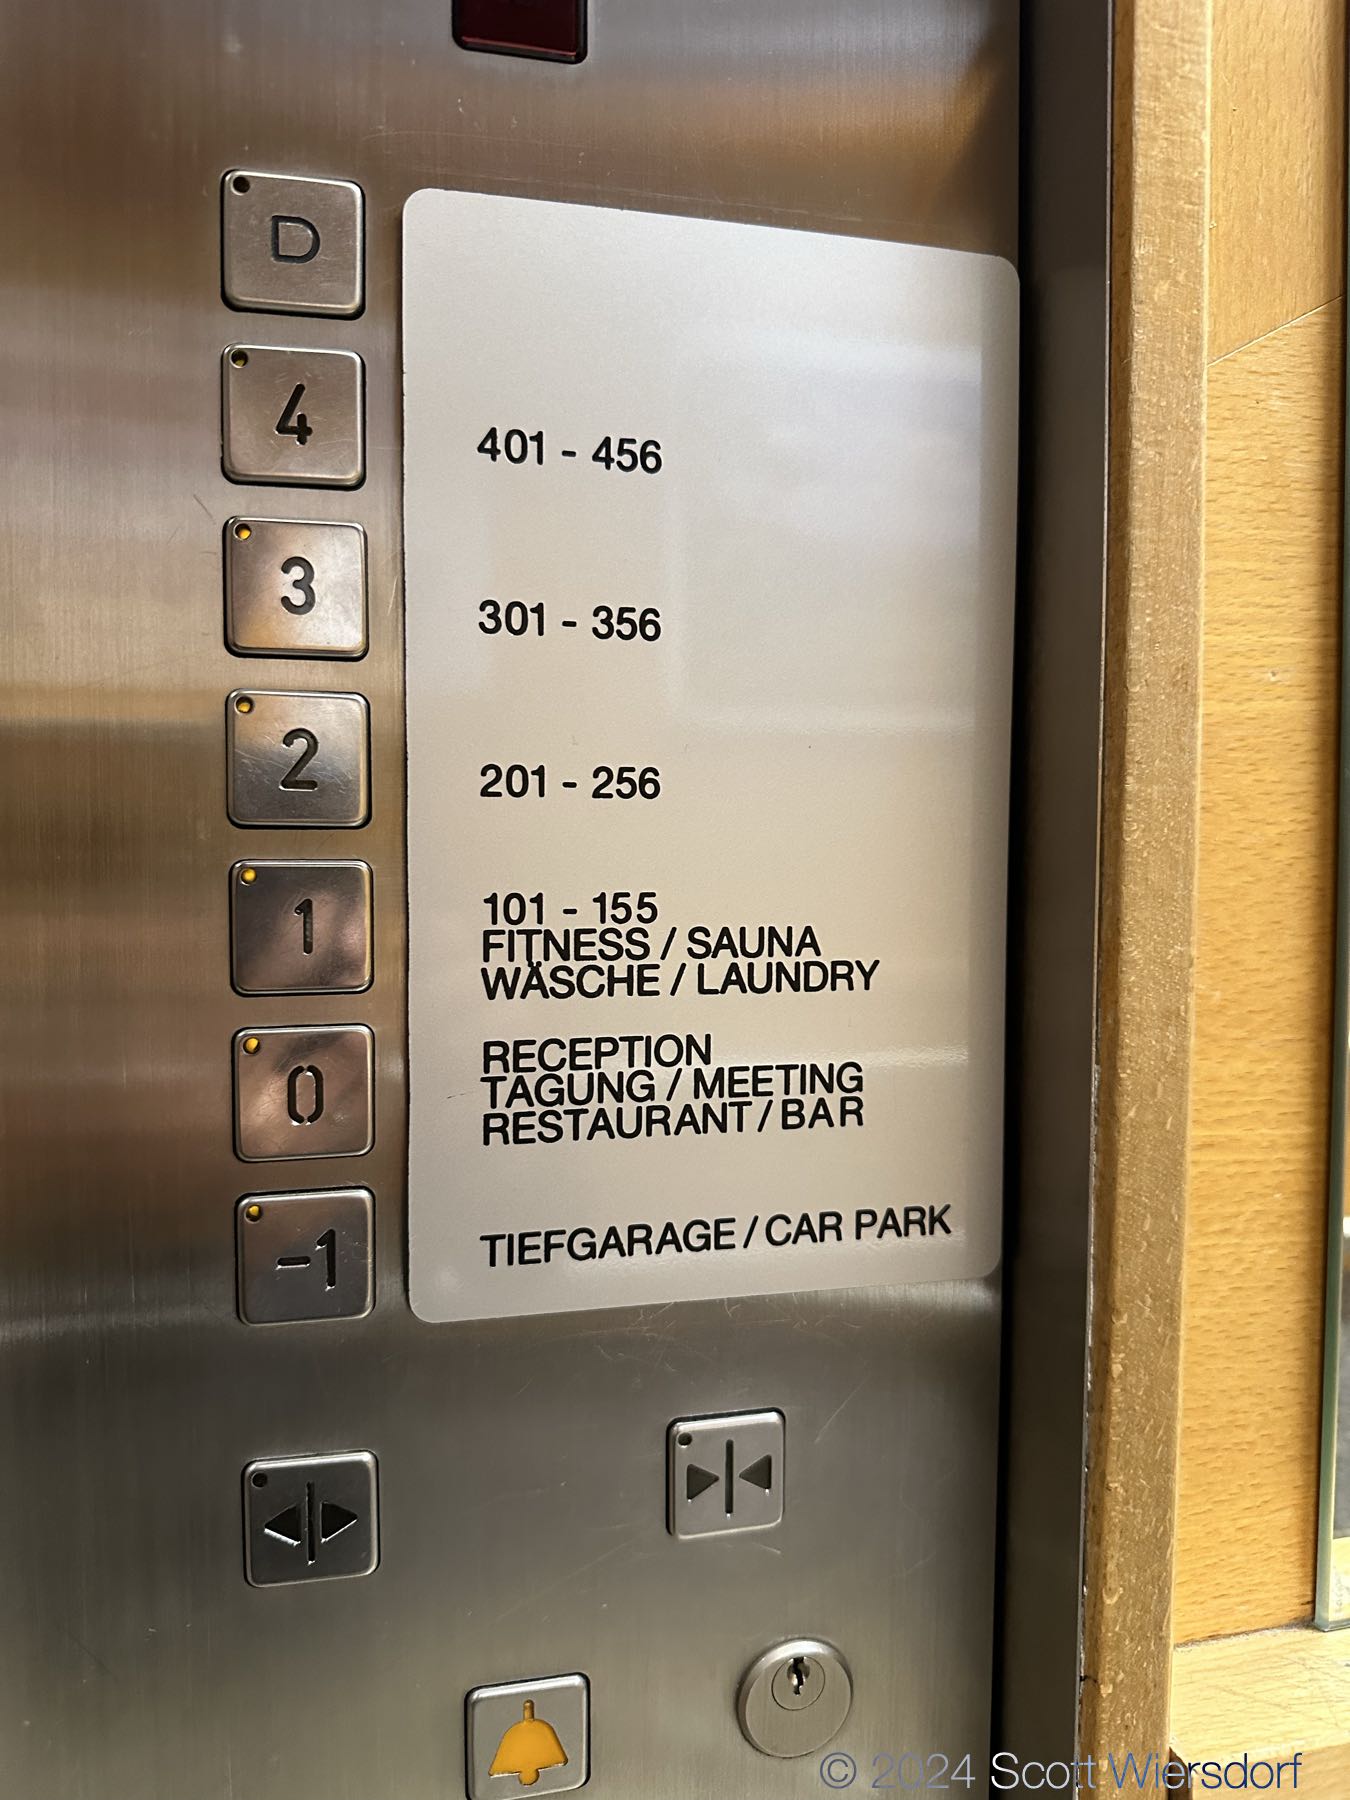 D
4
401 - 456
3
301 - 356
2
201 - 256
1
101 - 155
FITNESS / SAUNA
WÄSCHE / LAUNDRY
0
RECEPTION
TAGUNG / MEETING
RESTAURANT / BAR
-1
TIEFGARAGE / CAR PARK
© 2024 Scott Wiersdorf